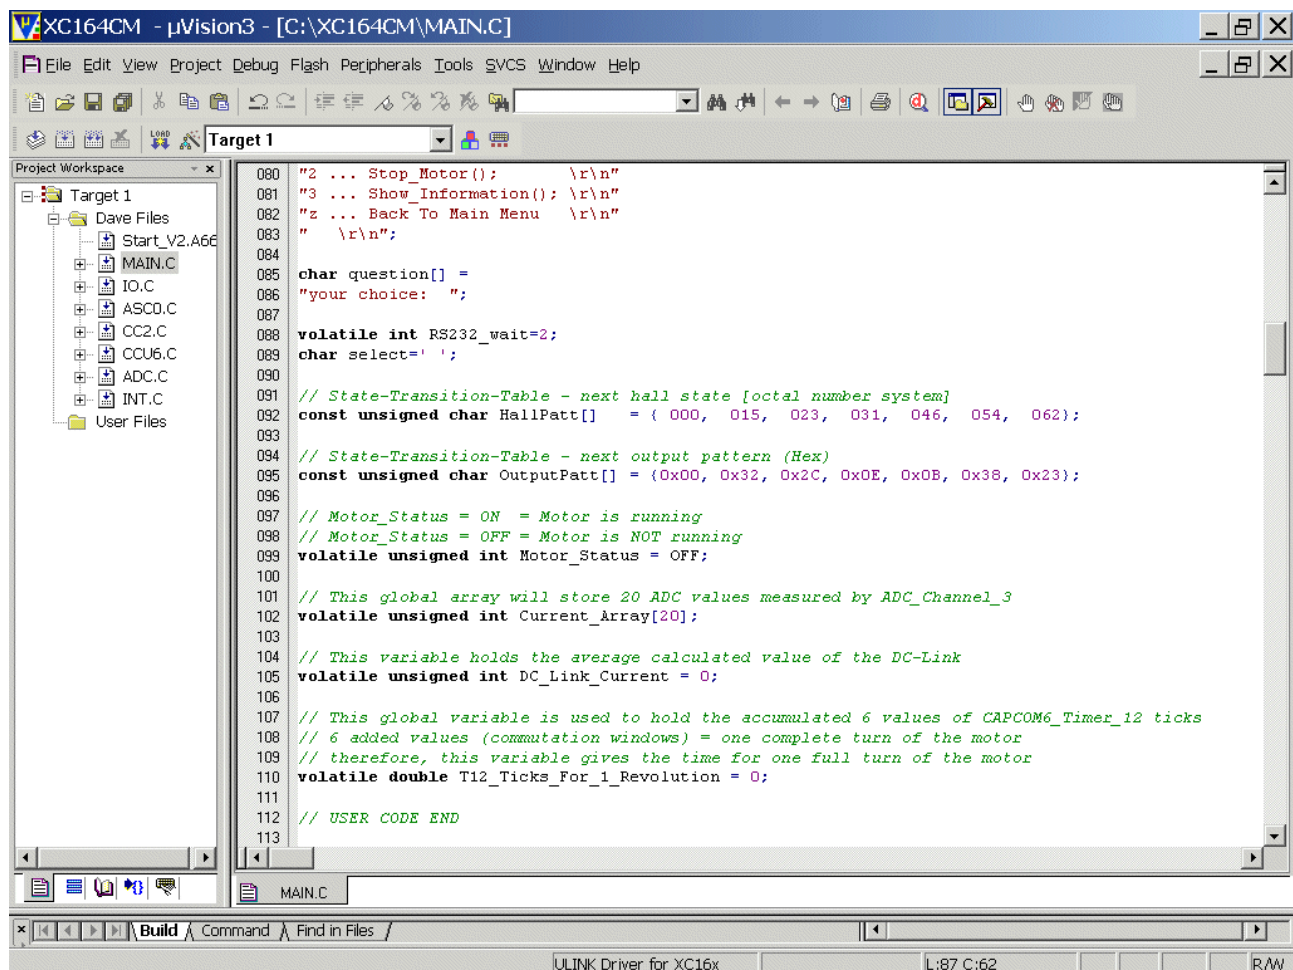 XC164CM - µVision3 - [C:\XC164CM\MAIN.C]
File Edit View Project Debug Flash Peripherals Tools SVCS Window Help
LOAD Target 1
Project Workspace
Target 1
Dave Files
Start_V2.A66
MAIN.C
IO.C
ASC0.C
CC2.C
CCU6.C
ADC.C
INT.C
User Files
080 "2 ... Stop_Motor(); \r\n"
081 "3 ... Show_Information(); \r\n"
082 "z ... Back To Main Menu \r\n"
083 " \r\n";
084
085 char question[] =
086 "your choice: ";
087
088 volatile int RS232_wait=2;
089 char select=' ';
090
091 // State-Transition-Table - next hall state [octal number system]
092 const unsigned char HallPatt[] = { 000, 015, 023, 031, 046, 054, 062};
093
094 // State-Transition-Table - next output pattern (Hex)
095 const unsigned char OutputPatt[] = {0x00, 0x32, 0x2C, 0x0E, 0x0B, 0x38, 0x23};
096
097 // Motor_Status = ON = Motor is running
098 // Motor_Status = OFF = Motor is NOT running
099 volatile unsigned int Motor_Status = OFF;
100
101 // This global array will store 20 ADC values measured by ADC_Channel_3
102 volatile unsigned int Current_Array[20];
103
104 // This variable holds the average calculated value of the DC-Link
105 volatile unsigned int DC_Link_Current = 0;
106
107 // This global variable is used to hold the accumulated 6 values of CAPCOM6_Timer_12 ticks
108 // 6 added values (commutation windows) = one complete turn of the motor
109 // therefore, this variable gives the time for one full turn of the motor
110 volatile double T12_Ticks_For_1_Revolution = 0;
111
112 // USER CODE END
113
MAIN.C
Build Command Find in Files
ULINK Driver for XC16x L:87 C:62 R/W